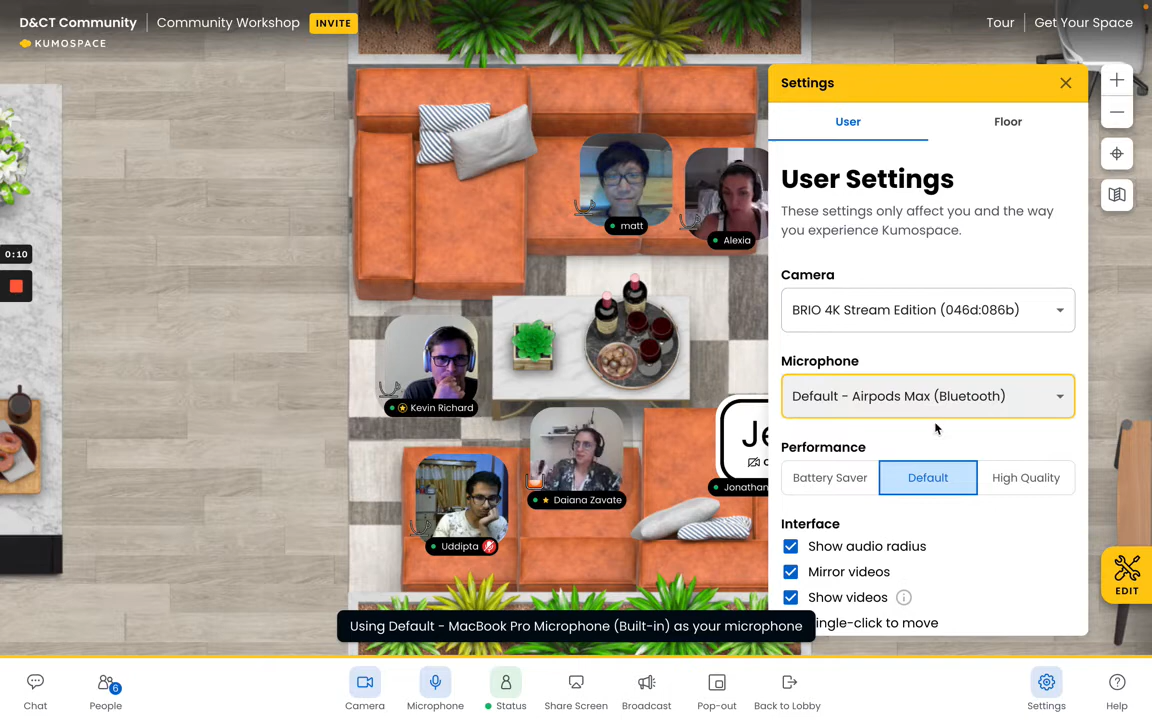 D&CT Community
Community Workshop
INVITE
KUMOSPACE
Tour
Get Your Space
Settings
User
Floor
User Settings
These settings only affect you and the way
you experience Kumospace.
Camera
BRIO 4K Stream Edition (046d:086b)
Microphone
Default - Airpods Max (Bluetooth)
Performance
Battery Saver
Default
High Quality
Interface
Show audio radius
Mirror videos
Show videos
ingle-click to move
0:10
matt
Alexia
Kevin Richard
Daiana Zavate
Je
Jonathan
Uddipta
EDIT
Using Default - MacBook Pro Microphone (Built-in) as your microphone
Chat
People
6
Camera
Microphone
Status
Share Screen
Broadcast
Pop-out
Back to Lobby
Settings
Help